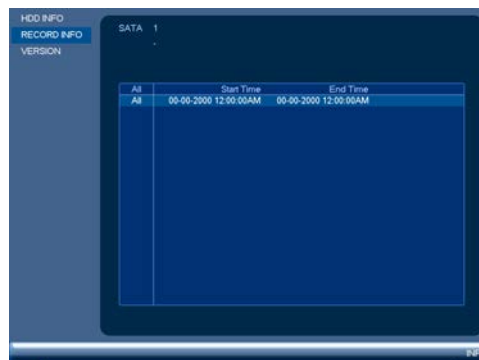 HDD INFO
RECORD INFO
VERSION
SATA 1
-
All Start Time End Time
All 00-00-2000 12:00:00AM 00-00-2000 12:00:00AM